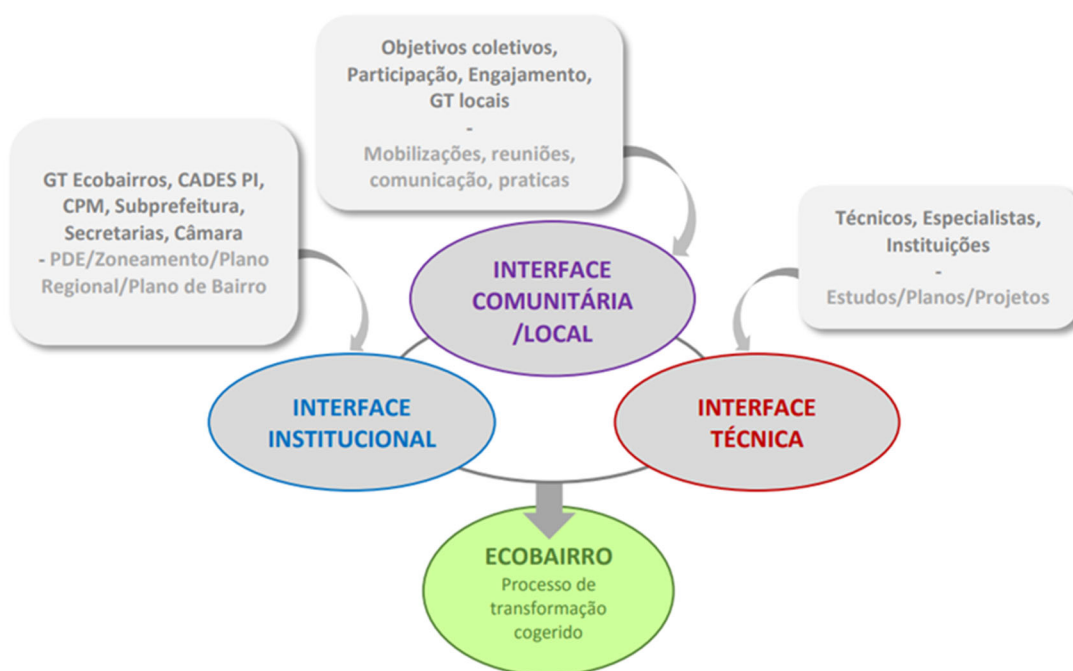 Objetivos coletivos,
Participação, Engajamento,
GT locais
-
Mobilizações, reuniões,
comunicação, praticas
GT Ecobairros, CADES PI,
CPM, Subprefeitura,
Secretarias, Câmara
- PDE/Zoneamento/Plano
Regional/Plano de Bairro
Técnicos, Especialistas,
Instituições
-
Estudos/Planos/Projetos
INTERFACE
COMUNITÁRIA
/LOCAL
INTERFACE
INSTITUCIONAL
INTERFACE
TÉCNICA
ECOBAIRRO
Processo de
transformação
cogerido